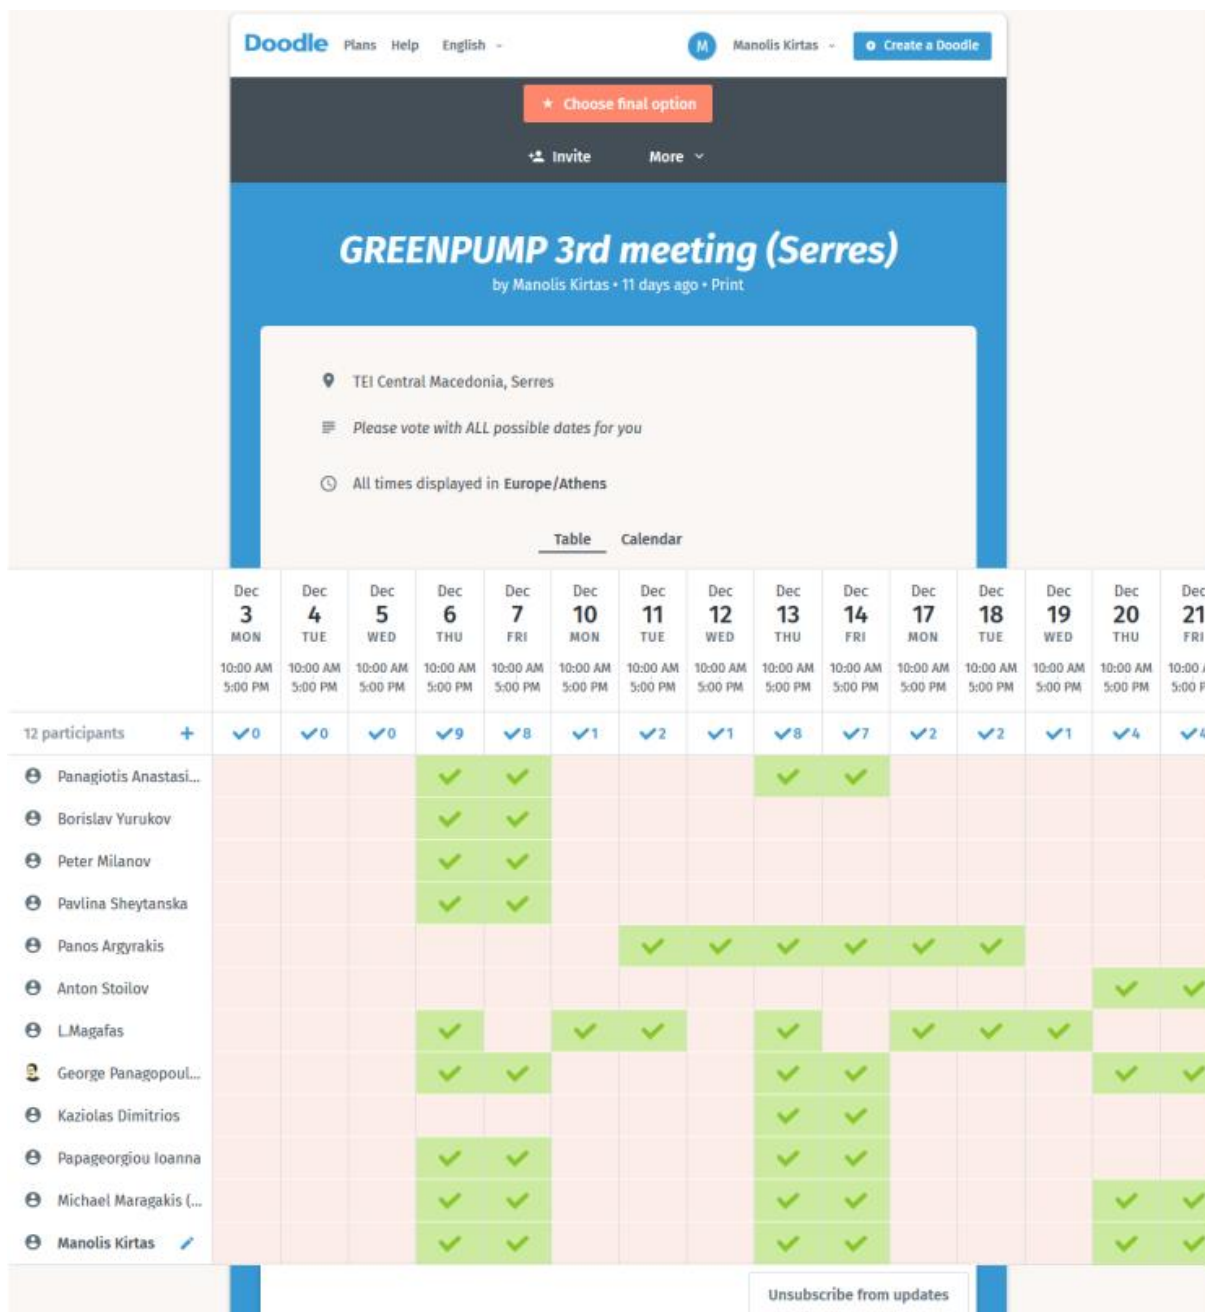 Doodle Plans Help English M Manolis Kirtas Create a Doodle
★ Choose final option
Invite More
GREENPUMP 3rd meeting (Serres)
by Manolis Kirtas • 11 days ago • Print
TEI Central Macedonia, Serres
Please vote with ALL possible dates for you
All times displayed in Europe/Athens
Table Calendar
Dec Dec Dec Dec Dec Dec Dec Dec Dec Dec Dec Dec Dec Dec Dec
3 4 5 6 7 10 11 12 13 14 17 18 19 20 21
MON TUE WED THU FRI MON TUE WED THU FRI MON TUE WED THU FRI
10:00 AM 10:00 AM 10:00 AM 10:00 AM 10:00 AM 10:00 AM 10:00 AM 10:00 AM 10:00 AM 10:00 AM 10:00 AM 10:00 AM 10:00 AM 10:00 AM 10:00
5:00 PM 5:00 PM 5:00 PM 5:00 PM 5:00 PM 5:00 PM 5:00 PM 5:00 PM 5:00 PM 5:00 PM 5:00 PM 5:00 PM 5:00 PM 5:00 PM 5:00
12 participants + ✓0 ✓0 ✓0 ✓9 ✓8 ✓1 ✓2 ✓1 ✓8 ✓7 ✓2 ✓2 ✓1 ✓4 ✓4
Panagiotis Anastasi...
Borislav Yurukov
Peter Milanov
Pavlina Sheytanska
Panos Argyrakis
Anton Stoilov
L.Magafas
George Panagopoul...
Kaziolas Dimitrios
Papageorgiou Ioanna
Michael Maragakis (...
Manolis Kirtas
Unsubscribe from updates